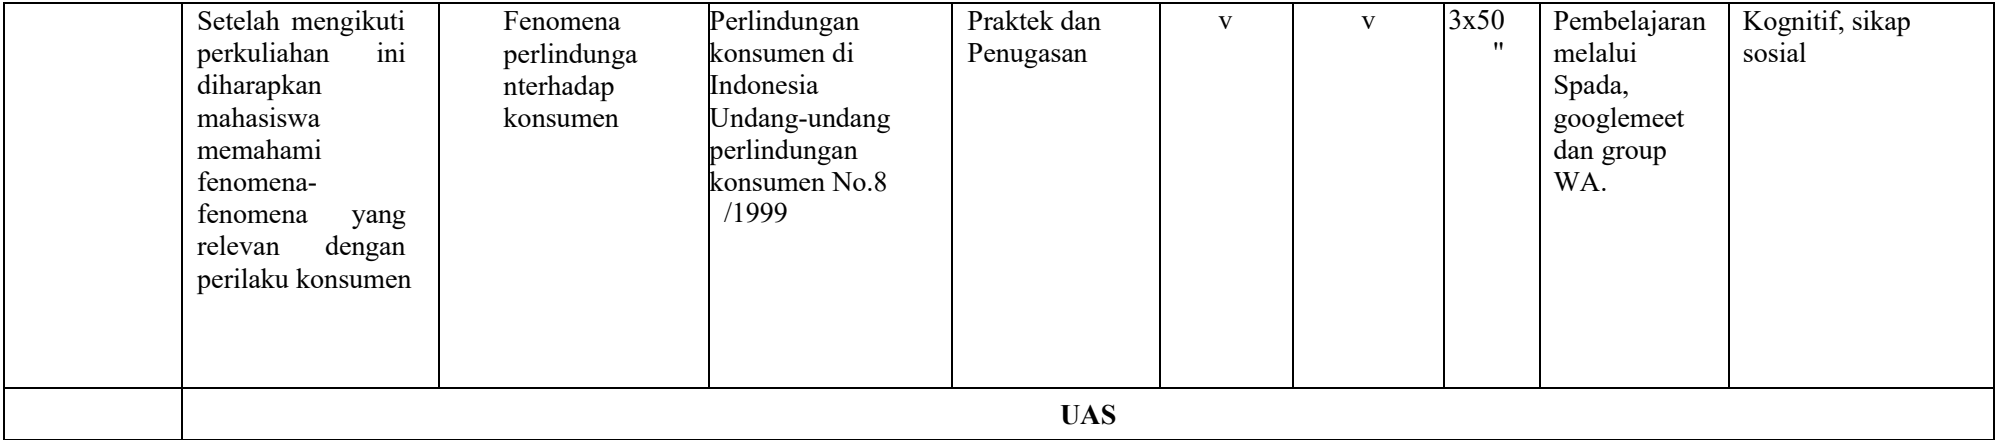 Setelah mengikuti
perkuliahan ini
diharapkan
mahasiswa
memahami
fenomena-
fenomena yang
relevan dengan
perilaku konsumen
Fenomena
perlindunga
nterhadap
konsumen
Perlindungan
konsumen di
Indonesia
Undang-undang
perlindungan
konsumen No.8
/1999
Praktek dan
Penugasan
v
v
3x50
"
Pembelajaran
melalui
Spada,
googlemeet
dan group
WA.
Kognitif, sikap
sosial
UAS